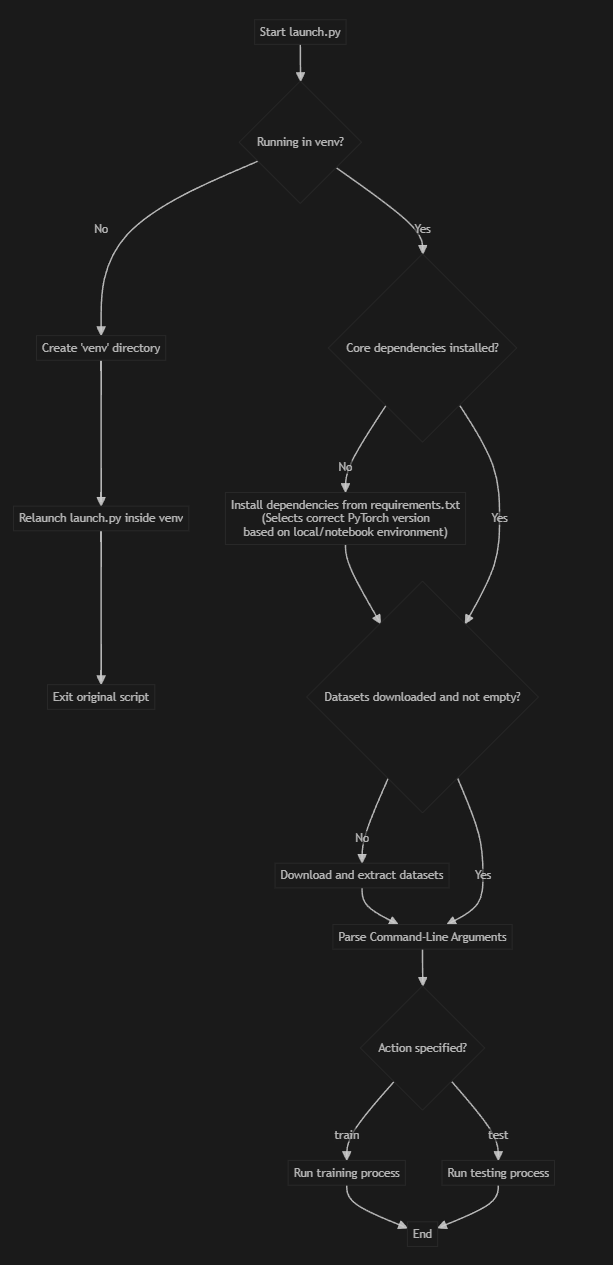 Start launch.py
Running in venv?
No
Yes
Create 'venv' directory
Core dependencies installed?
No
Install dependencies from requirements.txt
(Selects correct PyTorch version
based on local/notebook environment)
Relaunch launch.py inside venv
Yes
Exit original script
Datasets downloaded and not empty?
No
Download and extract datasets
Yes
Parse Command-Line Arguments
Action specified?
train
test
Run training process
Run testing process
End